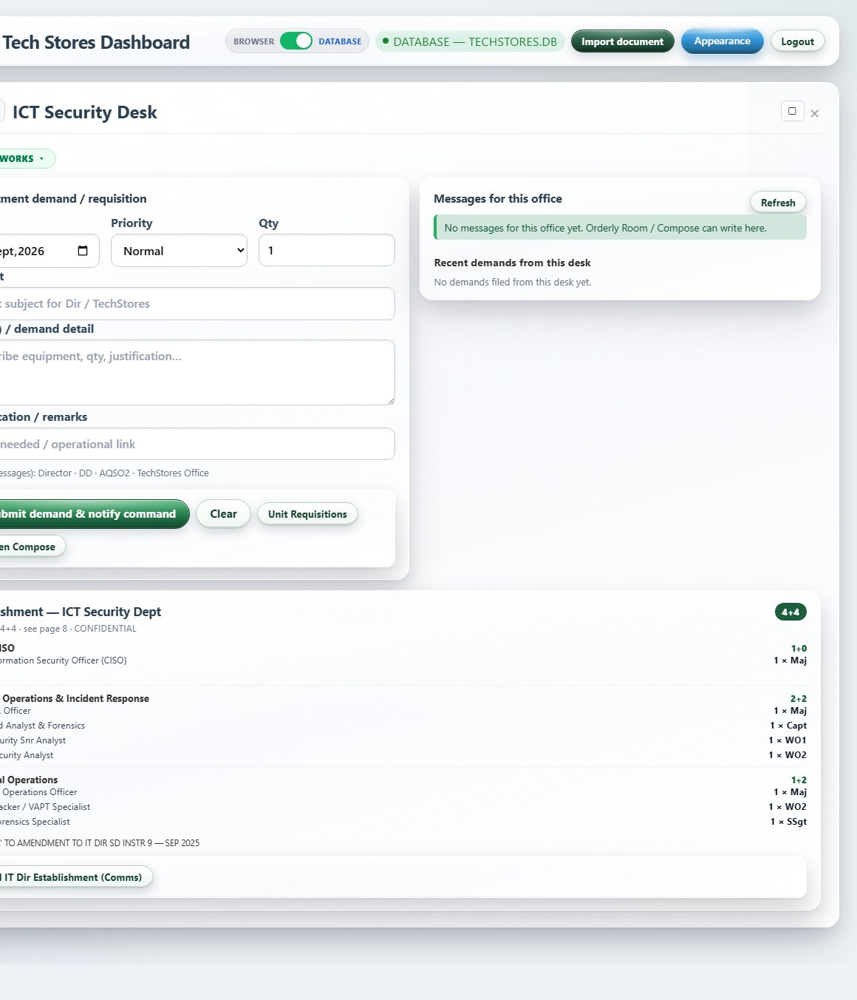 Tech Stores Dashboard
BROWSER DATABASE
DATABASE — TECHSTORES.DB
Import document
Appearance
Logout
ICT Security Desk
WORKS
ment demand / requisition
Priority
Qty
ept,2026
Normal
1
t
subject for Dir / TechStores
) / demand detail
ribe equipment, qty, justification...
cation / remarks
needed / operational link
essages): Director · DD · AQSO2 · TechStores Office
ubmit demand & notify command
Clear
Unit Requisitions
en Compose
Messages for this office
Refresh
No messages for this office yet. Orderly Room / Compose can write here.
Recent demands from this desk
No demands filed from this desk yet.
shment — ICT Security Dept
4+4
4+4 · see page 8 · CONFIDENTIAL
ISO 1+0
ormation Security Officer (CISO) 1 × Maj
Operations & Incident Response 2+2
Officer 1 × Maj
d Analyst & Forensics 1 × Capt
urity Snr Analyst 1 × WO1
curity Analyst 1 × WO2
al Operations 1+2
Operations Officer 1 × Maj
acker / VAPT Specialist 1 × WO2
orensics Specialist 1 × SSgt
' TO AMENDMENT TO IT DIR SD INSTR 9 — SEP 2025
l IT Dir Establishment (Comms)